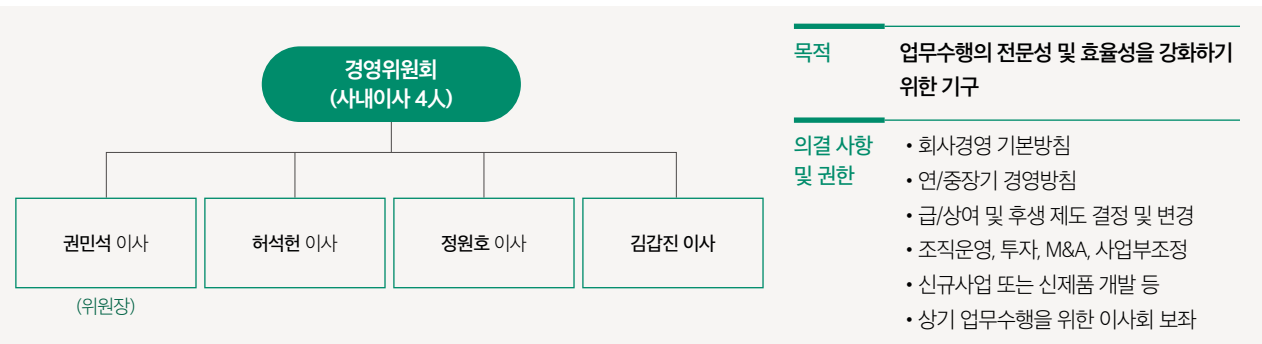 경영위원회
(사내이사 4人)
권민석 이사
허석헌 이사
정원호 이사
김갑진 이사
(위원장)
목적
업무수행의 전문성 및 효율성을 강화하기
위한 기구
의결 사항
및 권한
• 회사경영 기본방침
• 연/중장기 경영방침
• 급/상여 및 후생 제도 결정 및 변경
• 조직운영, 투자, M&A, 사업부조정
• 신규사업 또는 신제품 개발 등
• 상기 업무수행을 위한 이사회 보좌